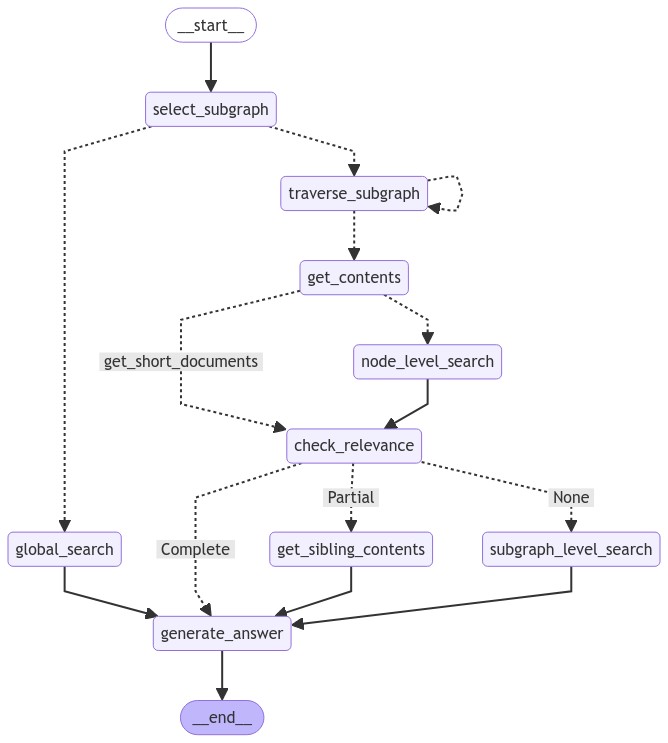 __start__
select_subgraph
traverse_subgraph
get_contents
get_short_documents
node_level_search
check_relevance
Partial
None
global_search
Complete
get_sibling_contents
subgraph_level_search
generate_answer
__end__